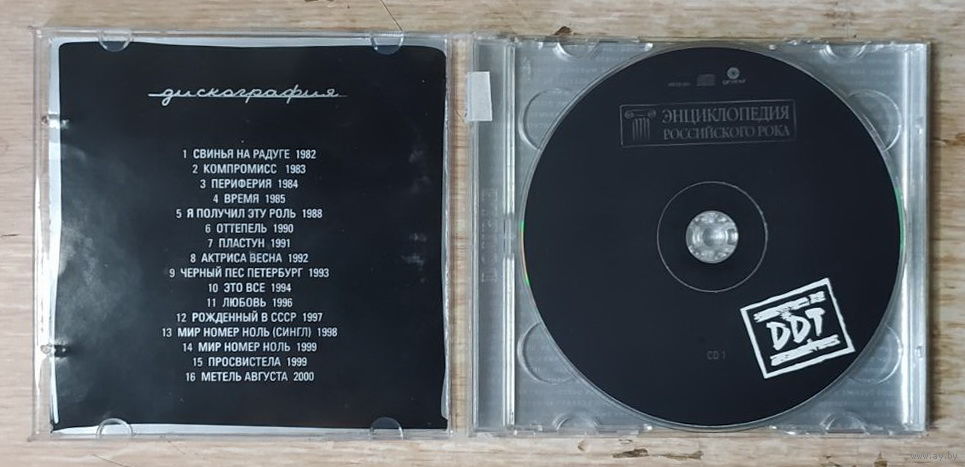 дискография
1 СВИНЬЯ НА РАДУГЕ 1982
2 КОМПРОМИСС 1983
3 ПЕРИФЕРИЯ 1984
4 ВРЕМЯ 1985
5 Я ПОЛУЧИЛ ЭТУ РОЛЬ 1988
6 ОТТЕПЕЛЬ 1990
7 ПЛАСТУН 1991
8 АКТРИСА ВЕСНА 1992
9 ЧЕРНЫЙ ПЕС ПЕТЕРБУРГ 1993
10 ЭТО ВСЕ 1994
11 ЛЮБОВЬ 1996
12 РОЖДЕННЫЙ В СССР 1997
13 МИР НОМЕР НОЛЬ (СИНГЛ) 1998
14 МИР НОМЕР НОЛЬ 1999
15 ПРОСВИСТЕЛА 1999
16 МЕТЕЛЬ АВГУСТА 2000
ЭНЦИКЛОПЕДИЯ
РОССИЙСКОГО РОКА
DDT
CD 1
www.ay.by